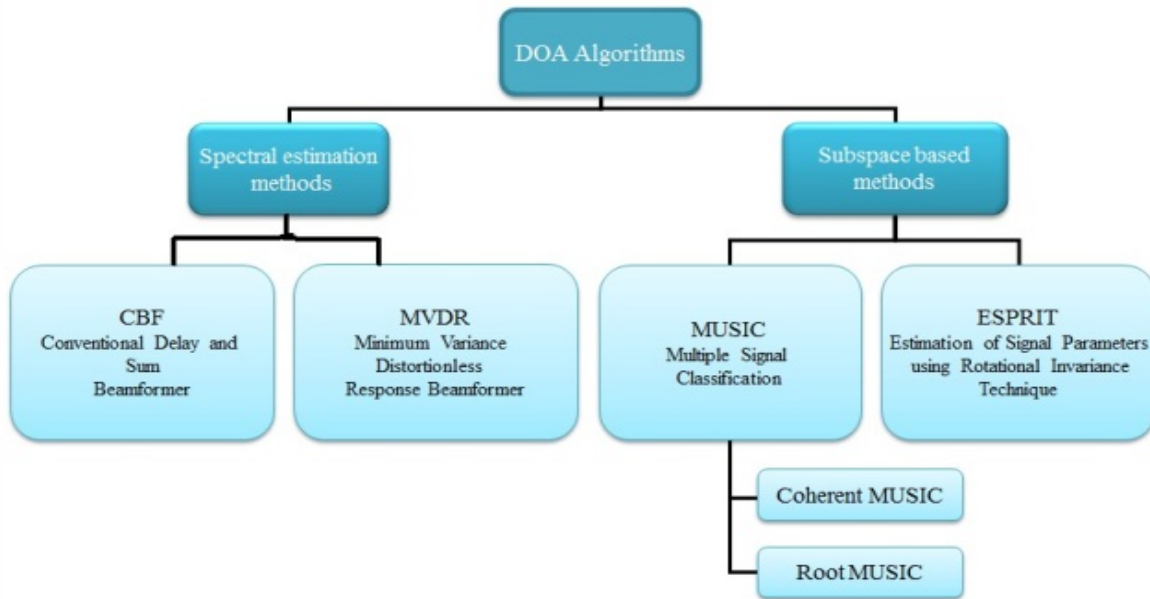 DOA Algorithms
Spectral estimation
methods
Subspace based
methods
CBF
Conventional Delay and
Sum
Beamformer
MVDR
Minimum Variance
Distortionless
Response Beamformer
MUSIC
Multiple Signal
Classification
ESPRIT
Estimation of Signal Parameters
using Rotational Invariance
Technique
Coherent MUSIC
Root MUSIC